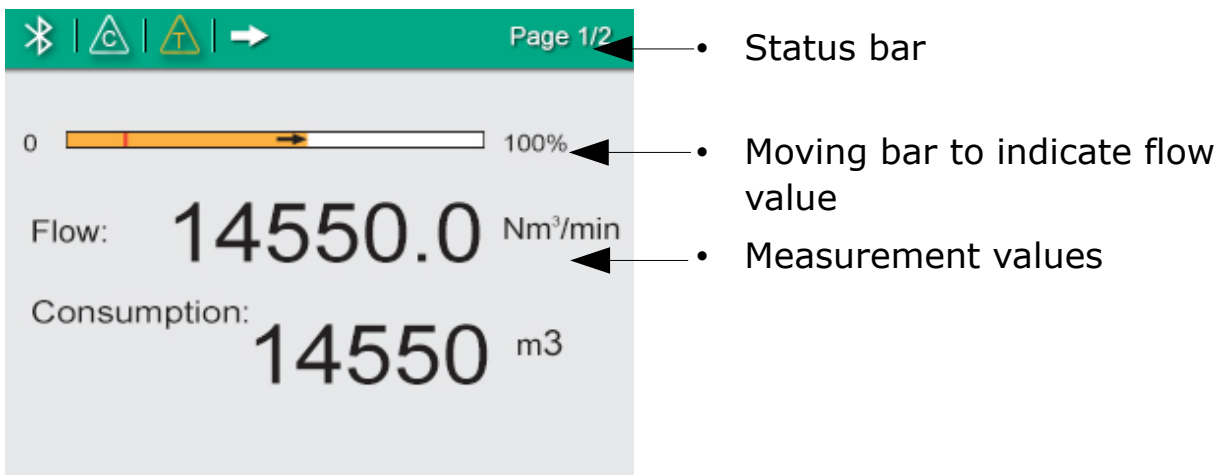 C T Page 1/2
• Status bar
0 100%
• Moving bar to indicate flow
value
Flow: 14550.0 Nm³/min
• Measurement values
Consumption:
14550 m3